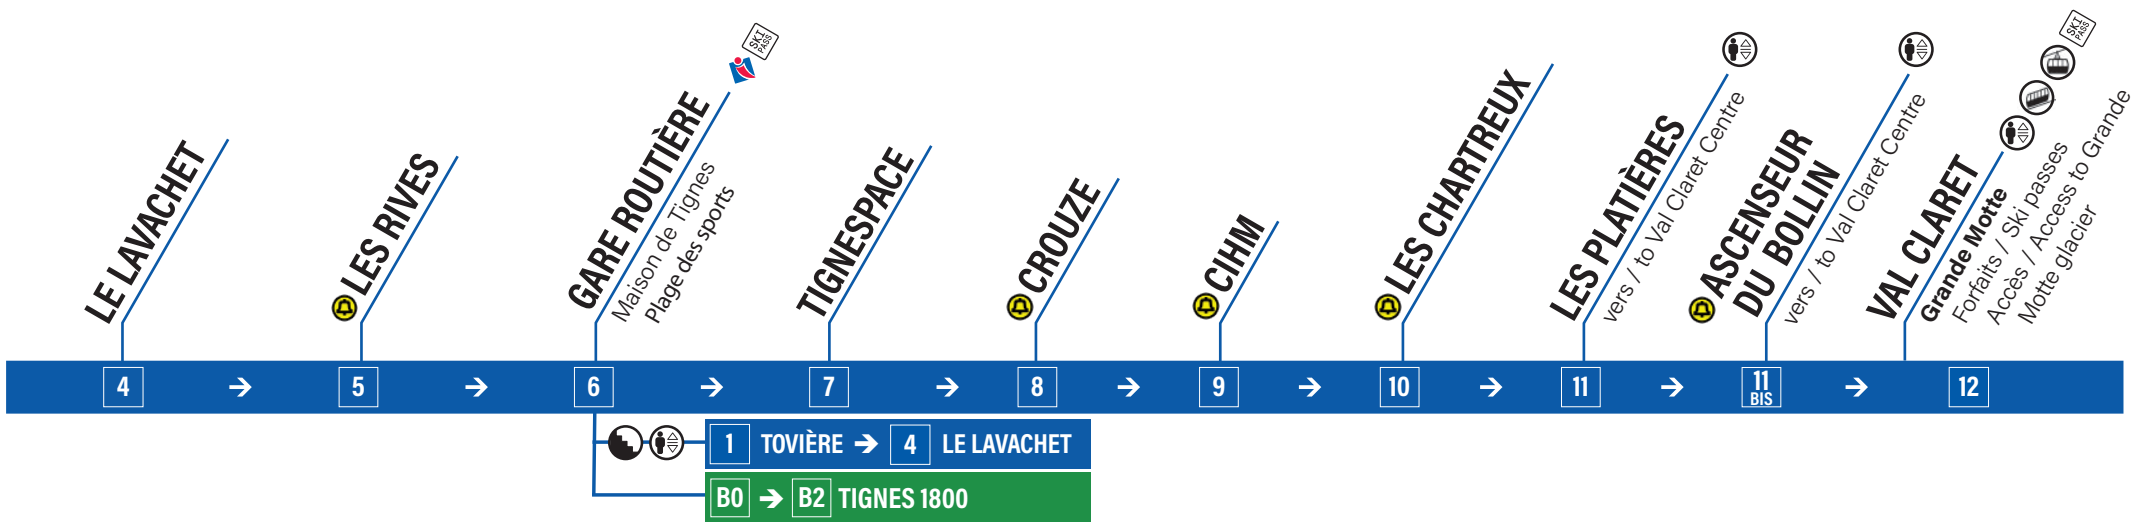 LE LAVACHET
LES RIVES
GARE ROUTIÈRE
Maison de Tignes
Plage des sports
SKI
PASS
TIGNESPACE
CROUZE
CIHM
LES CHARTREUX
LES PLATIÈRES
vers / to Val Claret Centre
ASCENSEUR
DU BOLLIN
vers / to Val Claret Centre
VAL CLARET
Grande Motte
Forfaits / Ski passes
Accès / Access to Grande
Motte glacier
SKI
PASS
4 → 5 → 6 → 7 → 8 → 9 → 10 → 11 → 11 BIS → 12
1 TOVIÈRE → 4 LE LAVACHET
B0 → B2 TIGNES 1800